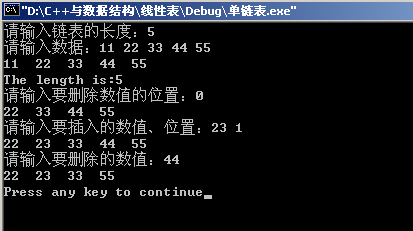 "D:\C++与数据结构\线性表\Debug\单链表.exe"
请输入链表的长度：5
请输入数据：11 22 33 44 55
11  22  33  44  55
The length is:5
请输入要删除数值的位置：0
22  33  44  55
请输入要插入的数值、位置：23 1
22  23  33  44  55
请输入要删除的数值：44
22  23  33  55
Press any key to continue